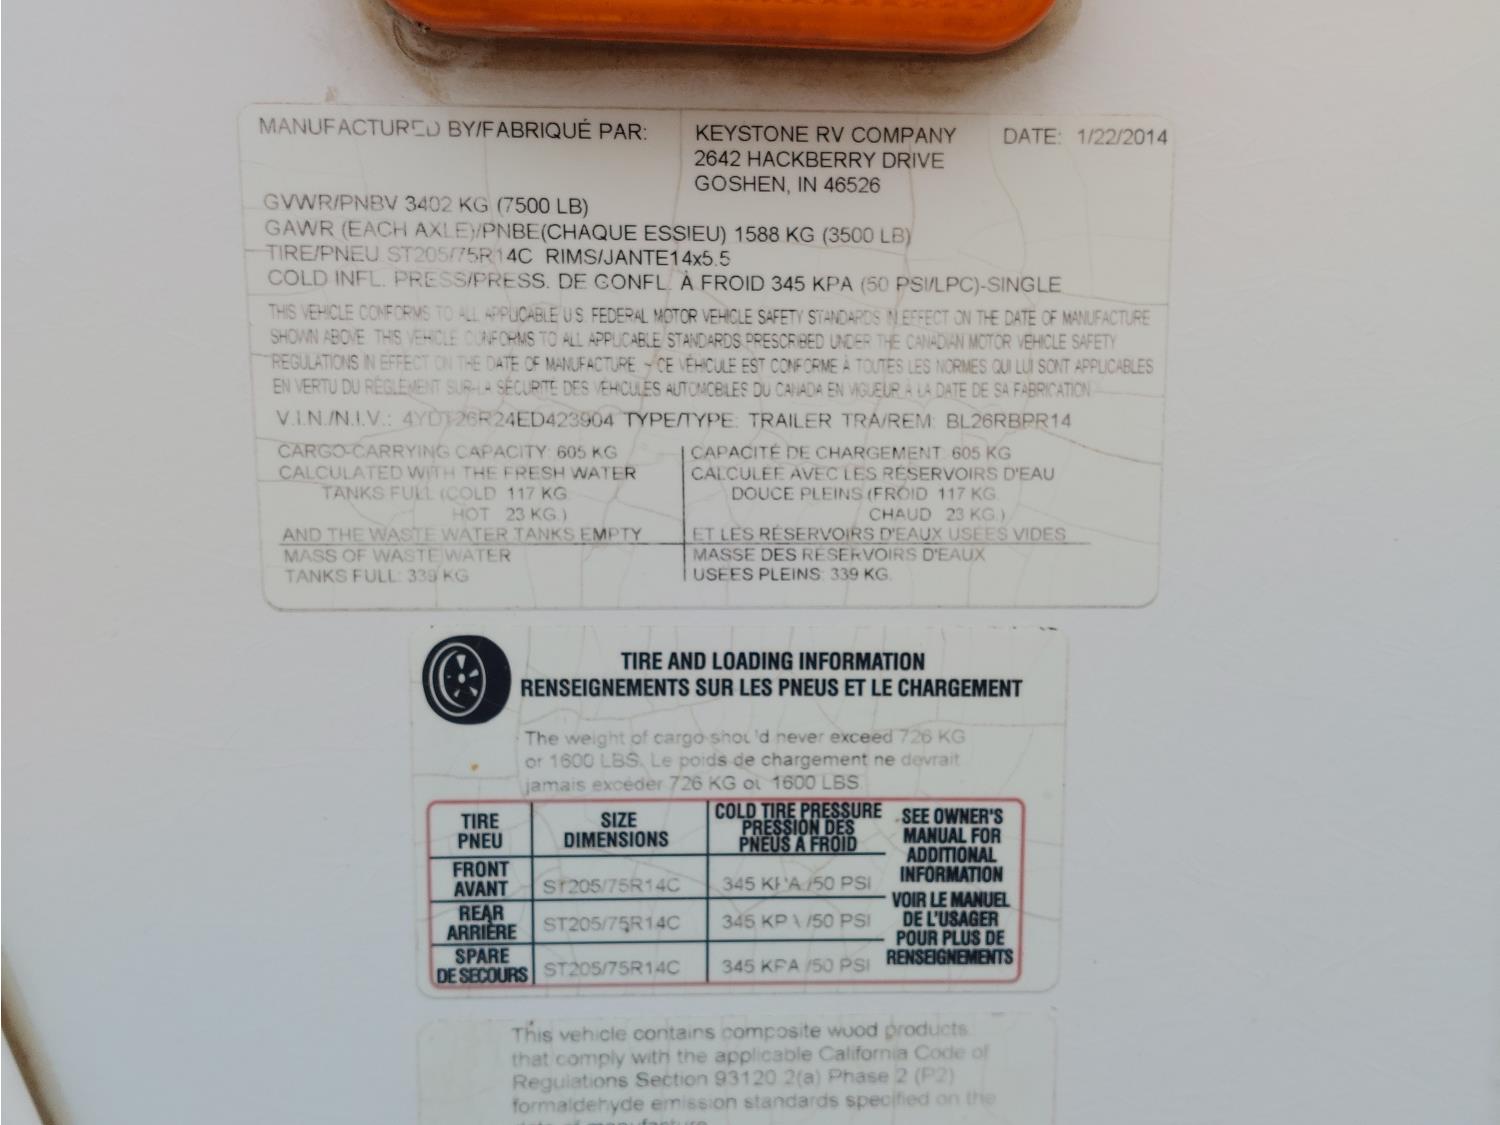 MANUFACTURED BY/FABRIQUÉ PAR: KEYSTONE RV COMPANY DATE: 1/22/2014
2642 HACKBERRY DRIVE
GOSHEN, IN 46526
GVWR/PNBV 3402 KG (7500 LB)
GAWR (EACH AXLE)/PNBE(CHAQUE ESSIEU) 1588 KG (3500 LB)
TIRE/PNEU ST205/75R14C RIMS/JANTE14x5.5
COLD INFL. PRESS/PRESS. DE GONFL. À FROID 345 KPA (50 PSI/LPC)-SINGLE
THIS VEHICLE CONFORMS TO ALL APPLICABLE U.S. FEDERAL MOTOR VEHICLE SAFETY STANDARDS IN EFFECT ON THE DATE OF MANUFACTURE
SHOWN ABOVE. THIS VEHICLE CONFORMS TO ALL APPLICABLE STANDARDS PRESCRIBED UNDER THE CANADIAN MOTOR VEHICLE SAFETY
REGULATIONS IN EFFECT ON THE DATE OF MANUFACTURE. - CE VÉHICULE EST CONFORME À TOUTES LES NORMES QUI LUI SONT APPLICABLES
EN VERTU DU RÈGLEMENT SUR LA SÉCURITÉ DES VÉHICULES AUTOMOBILES DU CANADA EN VIGUEUR À LA DATE DE SA FABRICATION
V.I.N./N.I.V.: 4YDT26R24ED423904 TYPE/TYPE: TRAILER TRA/REM: BL26RBPR14
CARGO-CARRYING CAPACITY: 605 KG
CALCULATED WITH THE FRESH WATER
TANKS FULL (COLD 117 KG
HOT 23 KG.)
AND THE WASTE WATER TANKS EMPTY
MASS OF WASTE WATER
TANKS FULL: 339 KG
CAPACITÉ DE CHARGEMENT: 605 KG
CALCULÉE AVEC LES RÉSERVOIRS D'EAU
DOUCE PLEINS (FROID 117 KG.
CHAUD 23 KG.)
ET LES RÉSERVOIRS D'EAUX USÉES VIDES
MASSE DES RÉSERVOIRS D'EAUX
USÉES PLEINS: 339 KG.
TIRE AND LOADING INFORMATION
RENSEIGNEMENTS SUR LES PNEUS ET LE CHARGEMENT
The weight of cargo should never exceed 726 KG
or 1600 LBS. Le poids de chargement ne devrait
jamais excéder 726 KG ou 1600 LBS.
TIRE SIZE COLD TIRE PRESSURE
PNEU DIMENSIONS PRESSION DES
PNEUS A FROID
FRONT
AVANT ST205/75R14C 345 KPA /50 PSI
REAR
ARRIÈRE ST205/75R14C 345 KPA /50 PSI
SPARE
DE SECOURS ST205/75R14C 345 KPA /50 PSI
SEE OWNER'S
MANUAL FOR
ADDITIONAL
INFORMATION
VOIR LE MANUEL
DE L'USAGER
POUR PLUS DE
RENSEIGNEMENTS
This vehicle contains composite wood products
that comply with the applicable California Code of
Regulations Section 93120.2(a) Phase 2 (P2)
formaldehyde emission standards specified on the
date of manufacture.